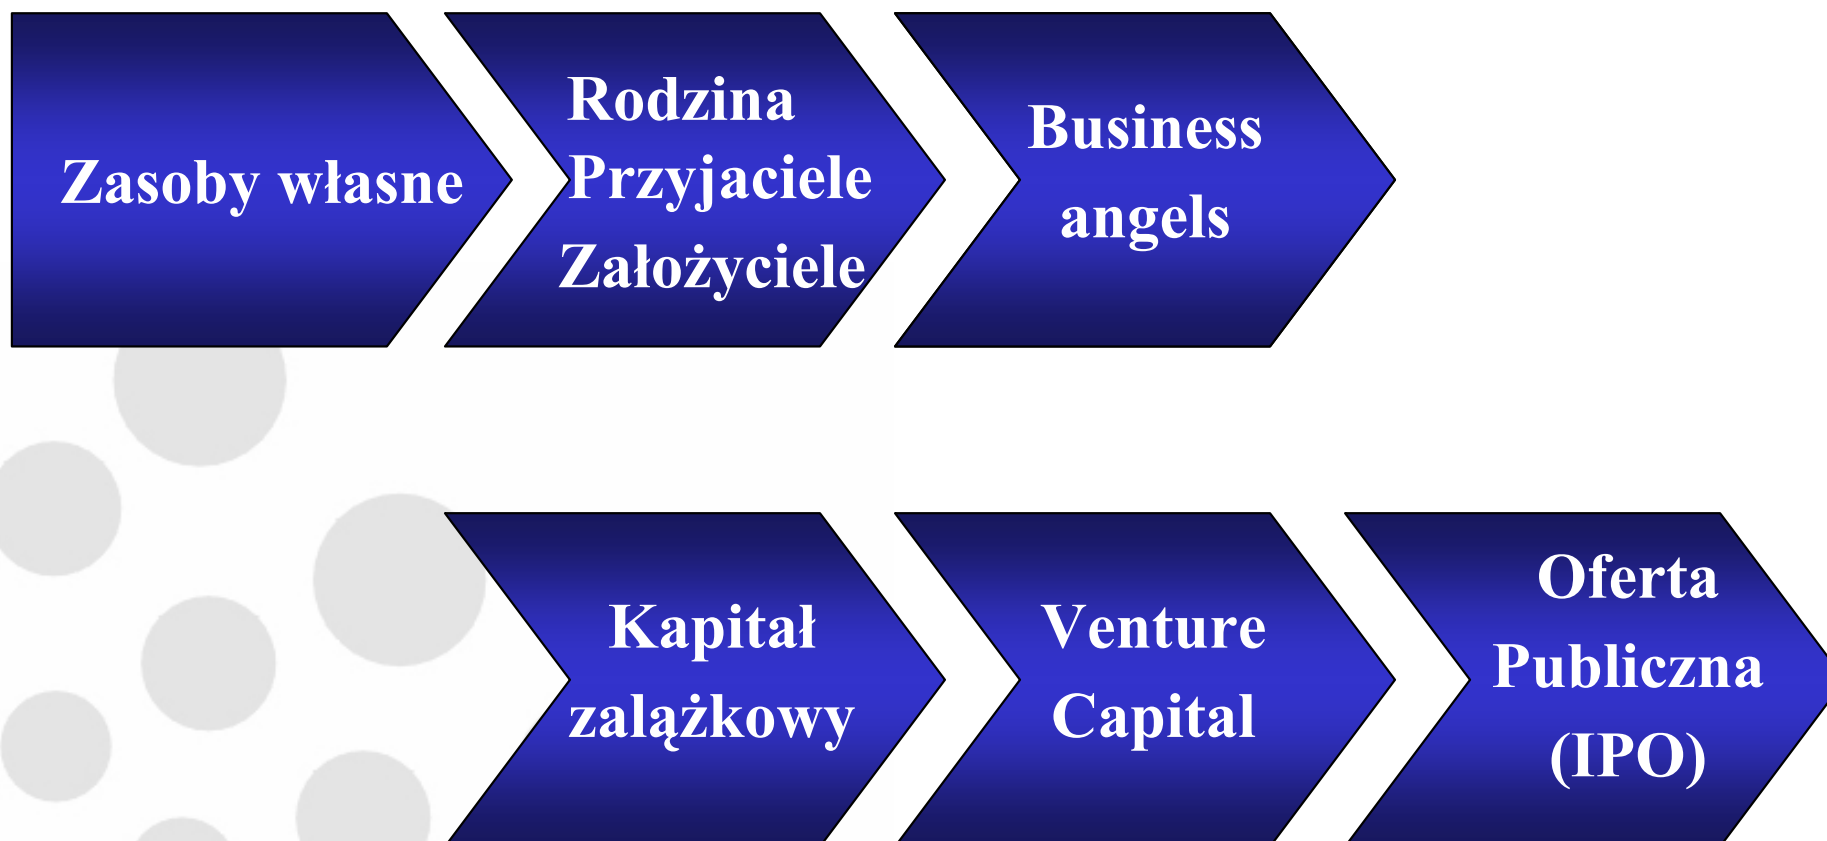 Zasoby własne
Rodzina
Przyjaciele
Założyciele
Business
angels
Kapitał
zalążkowy
Venture
Capital
Oferta
Publiczna
(IPO)